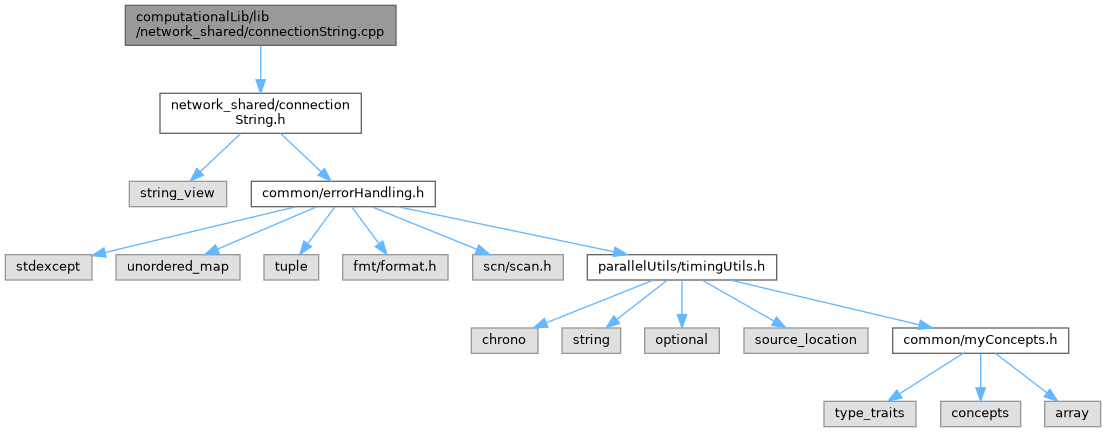 computationalLib/lib
/network_shared/connectionString.cpp
network_shared/connection
String.h
string_view
common/errorHandling.h
stdexcept
unordered_map
tuple
fmt/format.h
scn/scan.h
parallelUtils/timingUtils.h
chrono
string
optional
source_location
common/myConcepts.h
type_traits
concepts
array